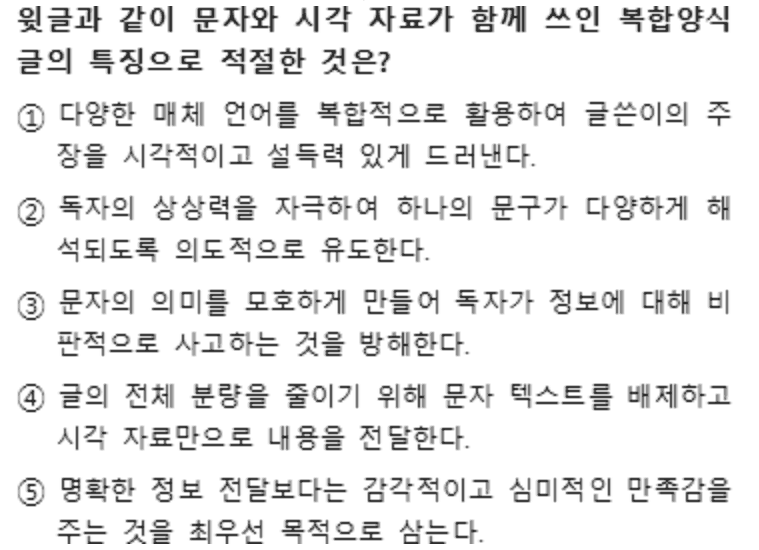 윗글과 같이 문자와 시각 자료가 함께 쓰인 복합양식
글의 특징으로 적절한 것은?
① 다양한 매체 언어를 복합적으로 활용하여 글쓴이의 주
장을 시각적이고 설득력 있게 드러낸다.
② 독자의 상상력을 자극하여 하나의 문구가 다양하게 해
석되도록 의도적으로 유도한다.
③ 문자의 의미를 모호하게 만들어 독자가 정보에 대해 비
판적으로 사고하는 것을 방해한다.
④ 글의 전체 분량을 줄이기 위해 문자 텍스트를 배제하고
시각 자료만으로 내용을 전달한다.
⑤ 명확한 정보 전달보다는 감각적이고 심미적인 만족감을
주는 것을 최우선 목적으로 삼는다.